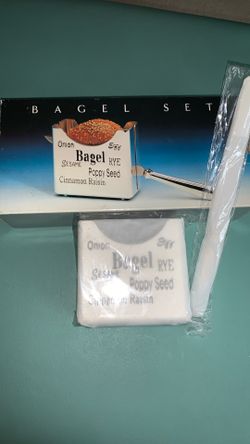 BAGEL SET
Onion Egg
Bagel
SESAME RYE
Poppy Seed
Cinnamon Raisin
Onion Egg
Bagel
SESAME RYE
Poppy Seed
Cinnamon Raisin